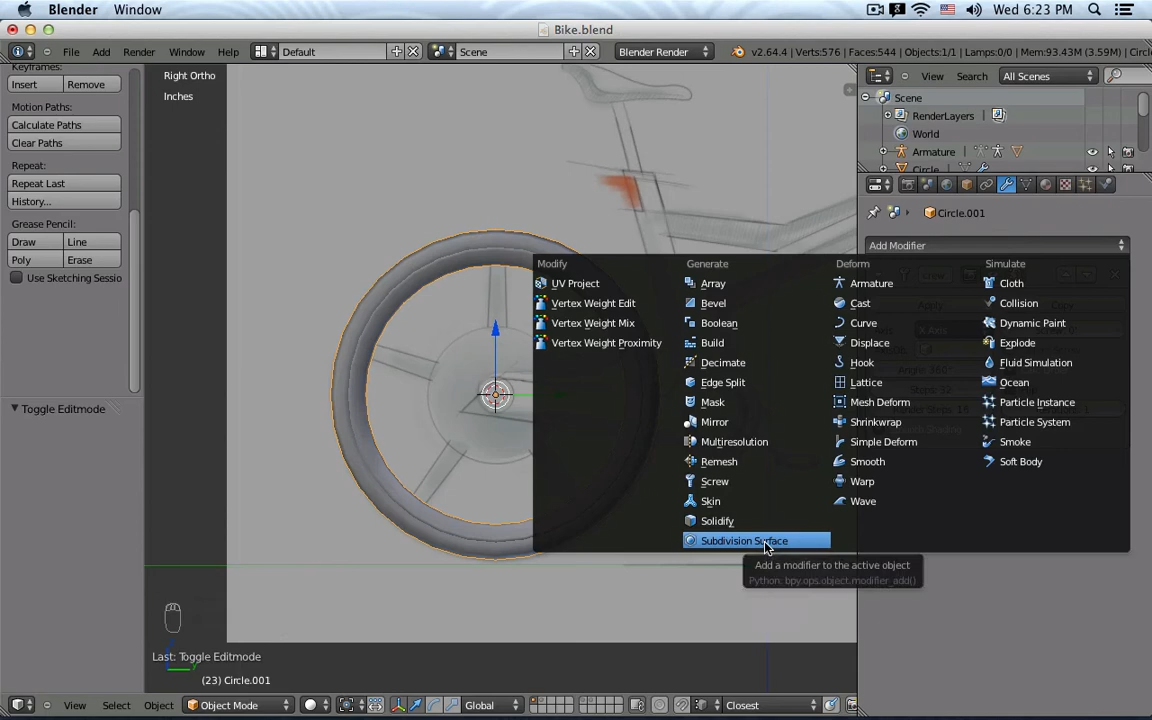 Blender Window Wed 6:23 PM
Bike.blend
File Add Render Window Help Default Scene Blender Render v2.64.4 | Verts:576 | Faces:544 | Objects:1/1 | Lamps:0/0 | Mem:93.43M (3.59M) | Circle
Keyframes:
Insert Remove
Motion Paths:
Calculate Paths
Clear Paths
Repeat:
Repeat Last
History...
Grease Pencil:
Draw Line
Poly Erase
Use Sketching Sessio
Toggle Editmode
Right Ortho
Inches
View Search All Scenes
Scene
RenderLayers
World
Armature
Circle
Circle.001
Add Modifier
Modify
UV Project
Vertex Weight Edit
Vertex Weight Mix
Vertex Weight Proximity
Generate
Array
Bevel
Boolean
Build
Decimate
Edge Split
Mask
Mirror
Multiresolution
Remesh
Screw
Skin
Solidify
Subdivision Surface
Deform
Armature
Cast
Curve
Displace
Hook
Lattice
Mesh Deform
Shrinkwrap
Simple Deform
Smooth
Warp
Wave
Simulate
Cloth
Collision
Dynamic Paint
Explode
Fluid Simulation
Ocean
Particle Instance
Particle System
Smoke
Soft Body
Add a modifier to the active object
Python: bpy.ops.object.modifier_add()
Last: Toggle Editmode
(23) Circle.001
View Select Object Object Mode Global Closest